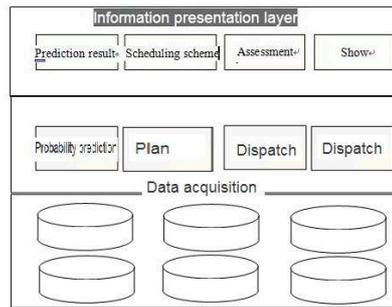 Information presentation layer
Prediction result Scheduling scheme Assessment Show
Probability prediction Plan Dispatch Dispatch
Data acquisition